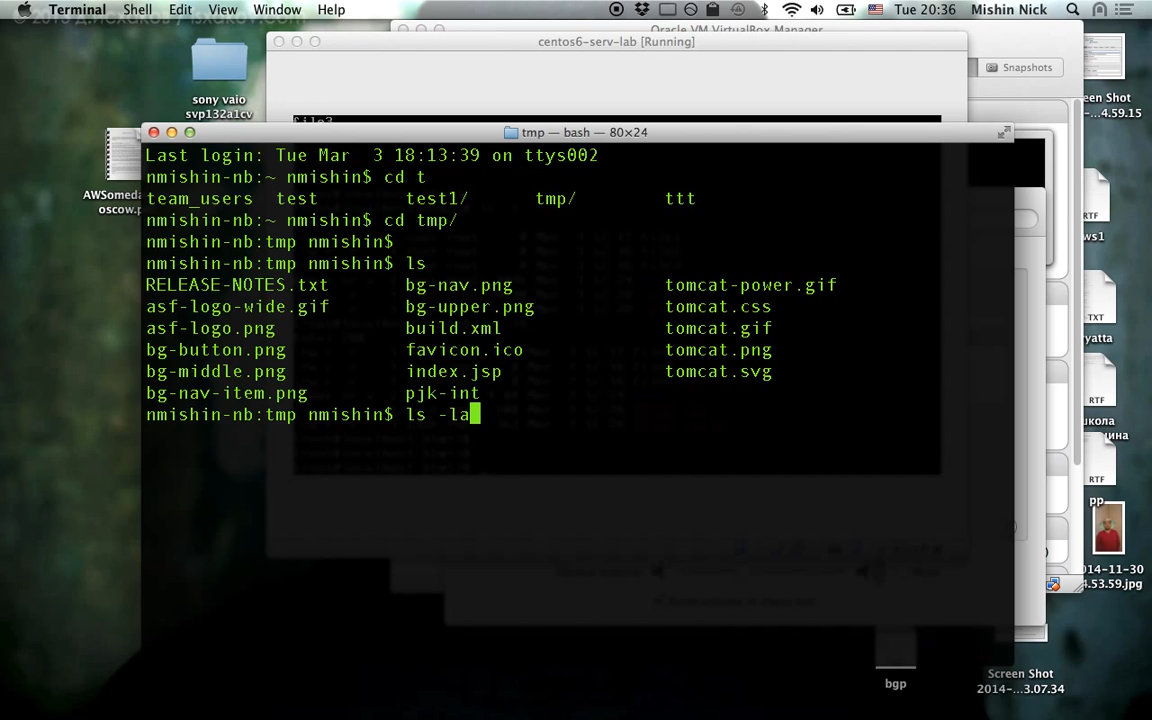 Terminal Shell Edit View Window Help Tue 20:36 Mishin Nick
Oracle VM VirtualBox Manager
centos6-serv-lab [Running]
Snapshots
sony vaio
svp132a1cv
een Shot
...4.59.15
tmp — bash — 80×24
Last login: Tue Mar  3 18:13:39 on ttys002
nmishin-nb:~ nmishin$ cd t
team_users test test1/ tmp/ ttt
nmishin-nb:~ nmishin$ cd tmp/
nmishin-nb:tmp nmishin$
nmishin-nb:tmp nmishin$ ls
RELEASE-NOTES.txt bg-nav.png tomcat-power.gif
asf-logo-wide.gif bg-upper.png tomcat.css
asf-logo.png build.xml tomcat.gif
bg-button.png favicon.ico tomcat.png
bg-middle.png index.jsp tomcat.svg
bg-nav-item.png pjk-int
nmishin-nb:tmp nmishin$ ls -la
AWSomeda
oscow.p
RTF
ws1
-TXT
yatta
RTF
кола
ина
RTF
pp
014-11-30
4.53.59.jpg
bgp
Screen Shot
2014-...3.07.34